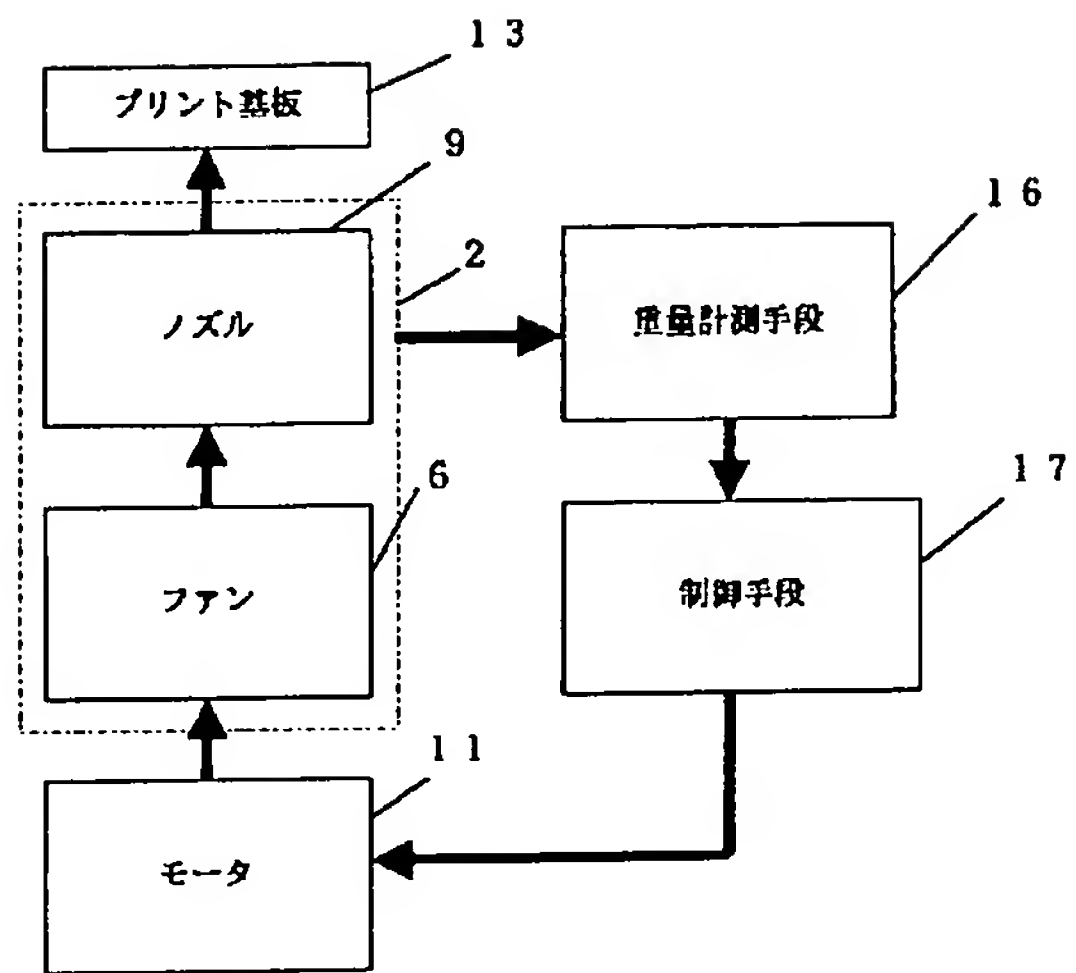 １３
プリント基板
９
１６
２
ノズル
重量計測手段
１７
６
ファン
制御手段
１１
モータ